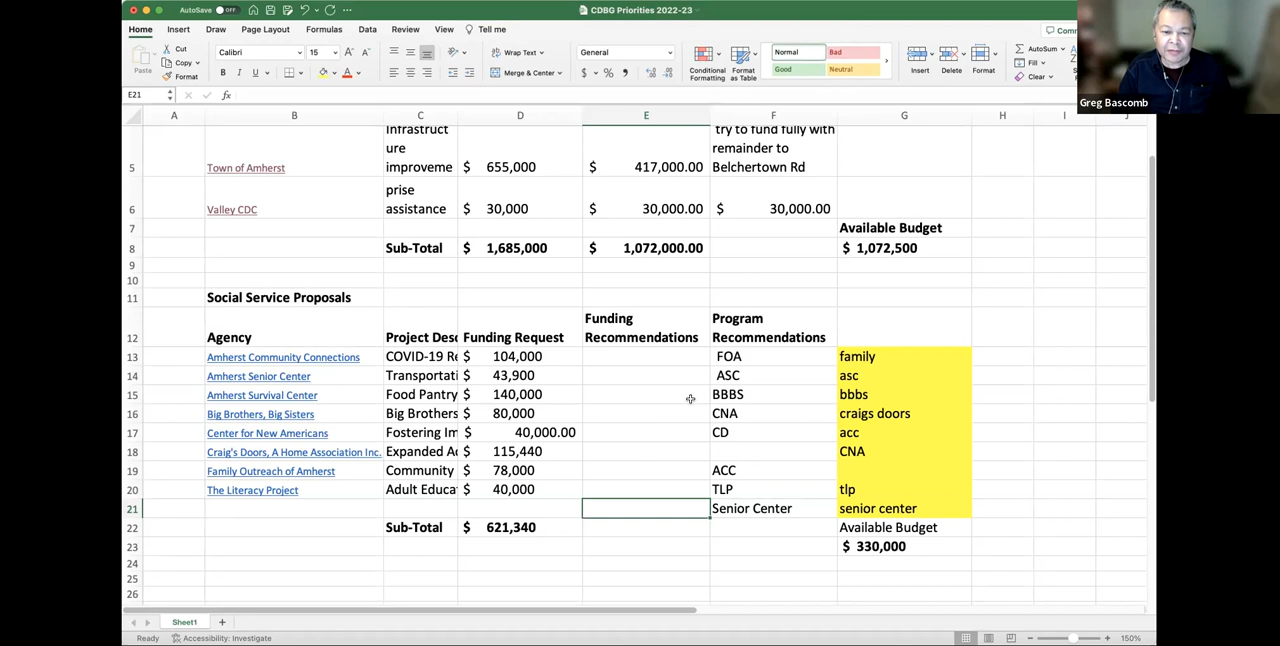 AutoSave OFF CDBG Priorities 2022-23
Home Insert Draw Page Layout Formulas Data Review View Tell me
Paste Cut Copy Format
Calibri 15
B I U
Wrap Text
Merge & Center
General
$ %
Conditional Formatting Format as Table
Normal Bad
Good Neutral
Insert Delete Format
AutoSum
Fill
Clear
Greg Bascomb
E21 fx
A B C D E F G H I J
Infrastruct try to fund fully with
ure remainder to
5 Town of Amherst improveme $ 655,000 $ 417,000.00 Belchertown Rd
prise
6 Valley CDC assistance $ 30,000 $ 30,000.00 $ 30,000.00
7 Available Budget
8 Sub-Total $ 1,685,000 $ 1,072,000.00 $ 1,072,500
9
10
11 Social Service Proposals
Funding Program
12 Agency Project Desc Funding Request Recommendations Recommendations
13 Amherst Community Connections COVID-19 Re $ 104,000 FOA family
14 Amherst Senior Center Transportati $ 43,900 ASC asc
15 Amherst Survival Center Food Pantry $ 140,000 BBBS bbbs
16 Big Brothers, Big Sisters Big Brothers $ 80,000 CNA craigs doors
17 Center for New Americans Fostering Im $ 40,000.00 CD acc
18 Craig's Doors, A Home Association Inc. Expanded Ac $ 115,440 CNA
19 Family Outreach of Amherst Community $ 78,000 ACC
20 The Literacy Project Adult Educat $ 40,000 TLP tlp
21 Senior Center senior center
22 Sub-Total $ 621,340 Available Budget
23 $ 330,000
24
25
26
Sheet1 +
Ready Accessibility: Investigate 150%